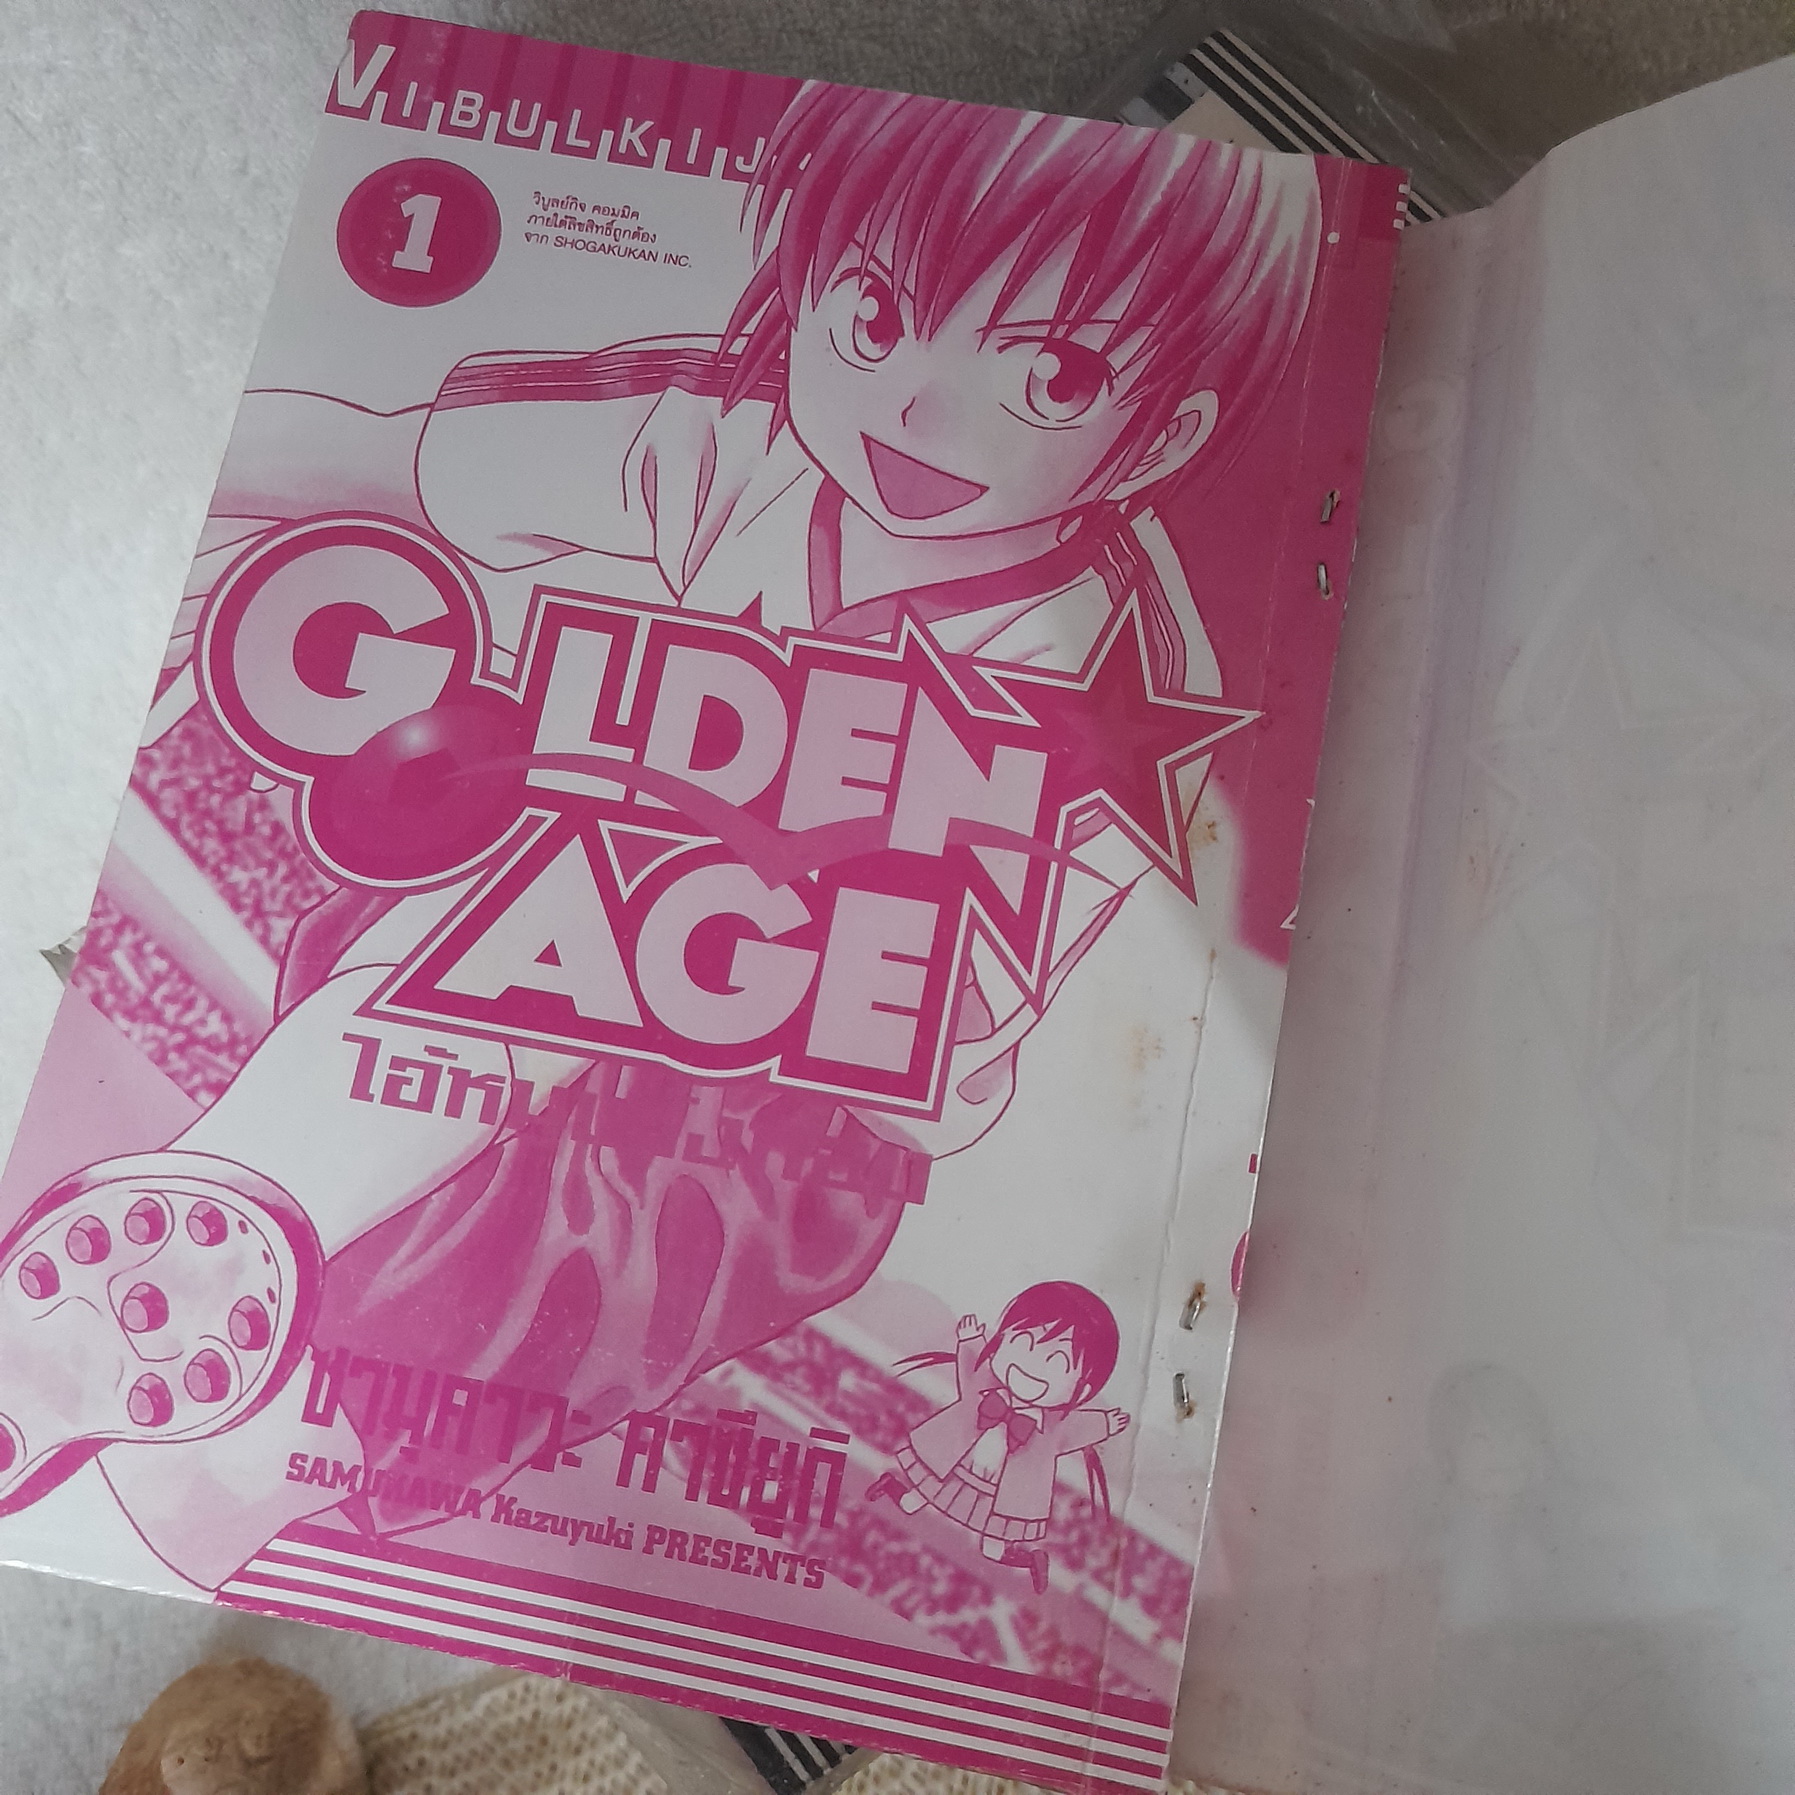 VIBULKIJ
1
วิบูลย์กิจ คอมมิค
ภายใต้ลิขสิทธิ์ถูกต้อง
จาก SHOGAKUKAN INC.
GOLDEN
AGE
ซามุคาวะ คาซึยูกิ
SAMUKAWA Kazuyuki PRESENTS